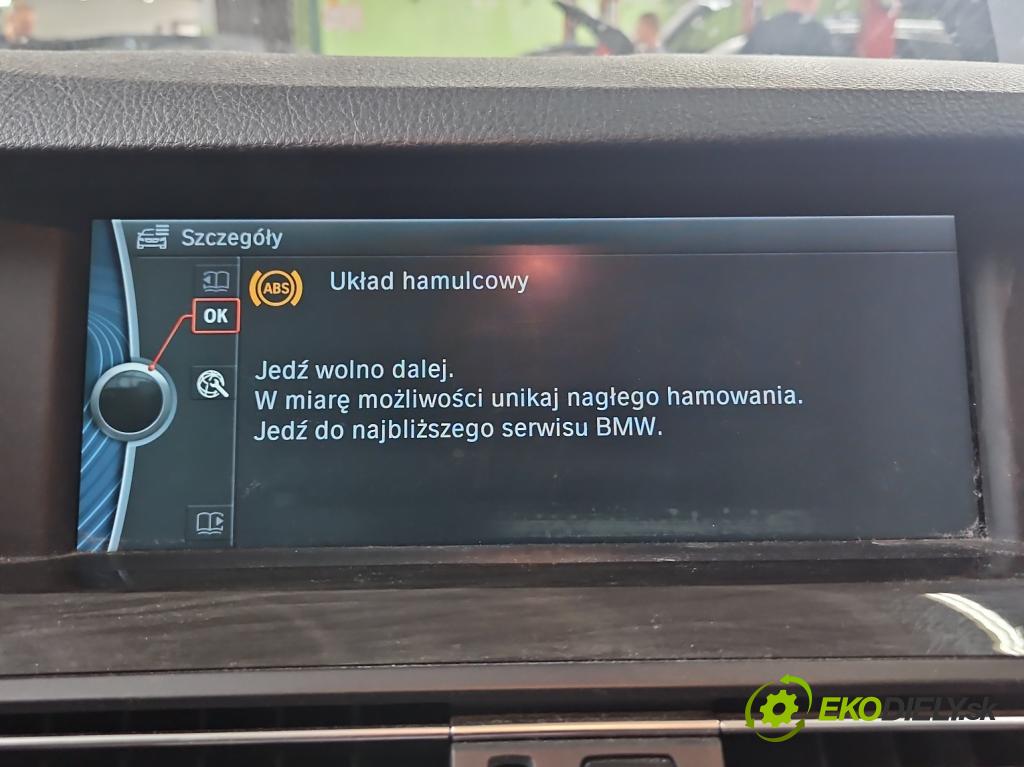 Szczegóły
ABS
Układ hamulcowy
OK
Jedź wolno dalej.
W miarę możliwości unikaj nagłego hamowania.
Jedź do najbliższego serwisu BMW.
EKODIELY.sk